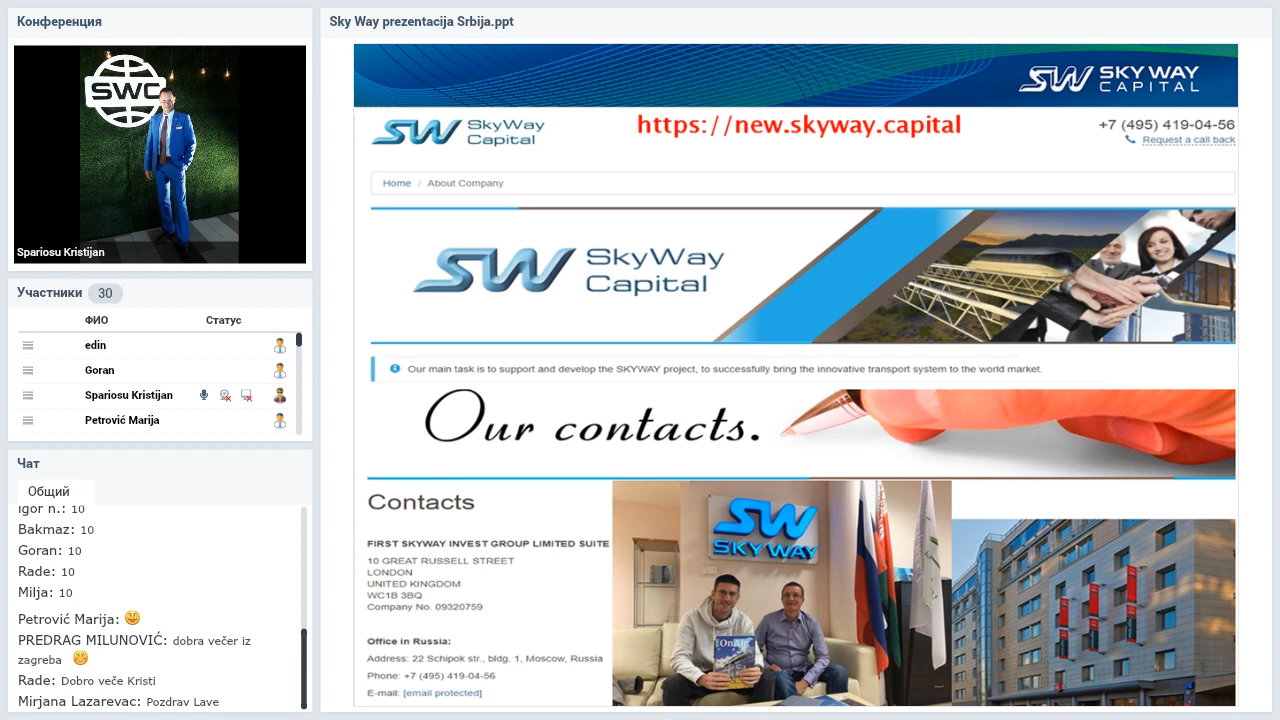 Конференция
SWC
Spariosu Kristijan
Участники 30
ФИО Статус
edin
Goran
Spariosu Kristijan
Petrović Marija
Чат
Общий
igor n.: 10
Bakmaz: 10
Goran: 10
Rade: 10
Milja: 10
Petrović Marija:
PREDRAG MILUNOVIĆ: dobra večer iz
zagreba
Rade: Dobro veče Kristi
Mirjana Lazarevac: Pozdrav Lave
Sky Way prezentacija Srbija.ppt
SW SKY WAY
CAPITAL
SW SkyWay
Capital
https://new.skyway.capital
+7 (495) 419-04-56
Request a call back
Home / About Company
SW SkyWay
Capital
Our main task is to support and develop the SKYWAY project, to successfully bring the innovative transport system to the world market.
Our contacts.
Contacts
FIRST SKYWAY INVEST GROUP LIMITED SUITE
10 GREAT RUSSELL STREET
LONDON
UNITED KINGDOM
WC1B 3BQ
Company No. 09320759
Office in Russia:
Address: 22 Schipok str., bldg. 1, Moscow, Russia
Phone: +7 (495) 419-04-56
E-mail: [email protected]
SW
SKY WAY
OnAir